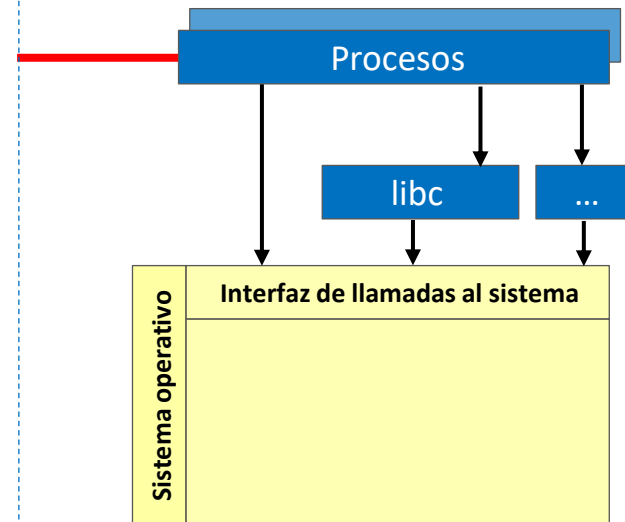 Procesos
libc
...
Interfaz de llamadas al sistema
Sistema operativo